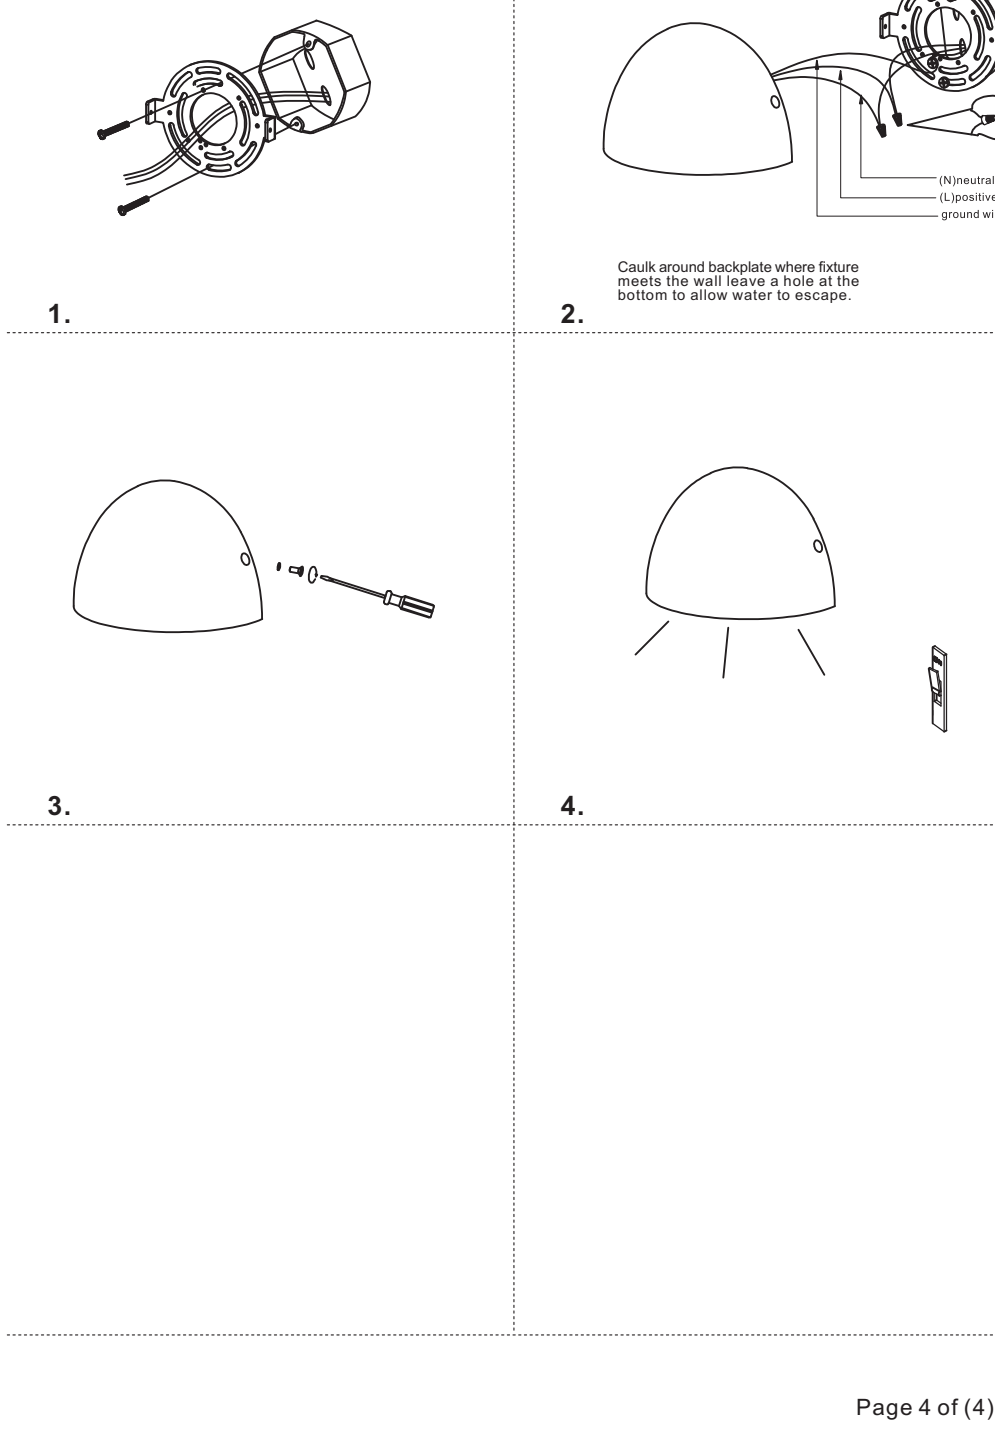 (N)neutral
(L)positive
ground
Caulk around backplate where fixture
meets the wall leave a hole at the
bottom to allow water to escape.
1.
2.
3.
4.
Page 4 of (4)